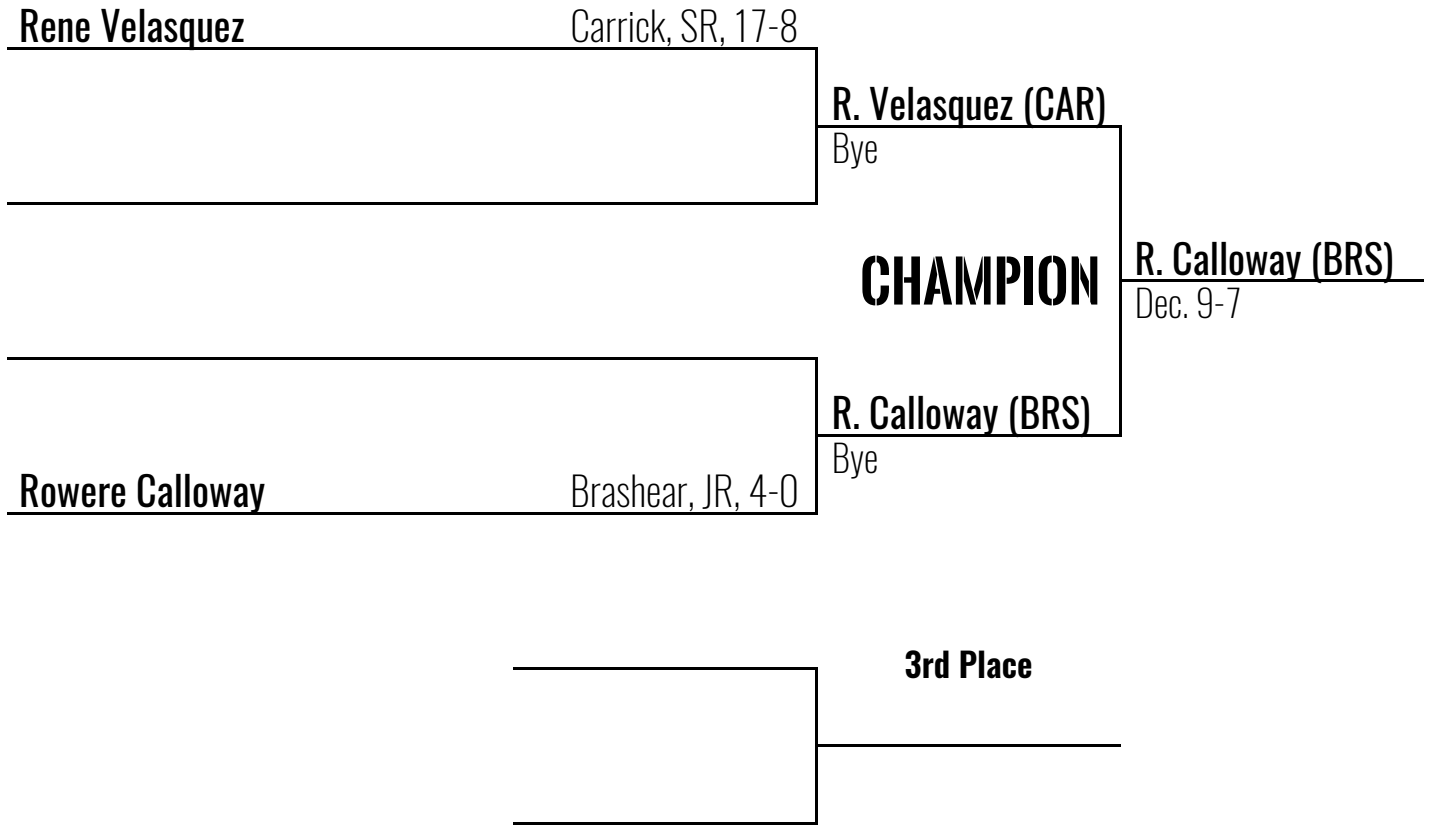 Rene Velasquez Carrick, SR, 17-8
R. Velasquez (CAR)
Bye
CHAMPION
R. Calloway (BRS)
Dec. 9-7
R. Calloway (BRS)
Bye
Rowere Calloway Brashear, JR, 4-0
3rd Place